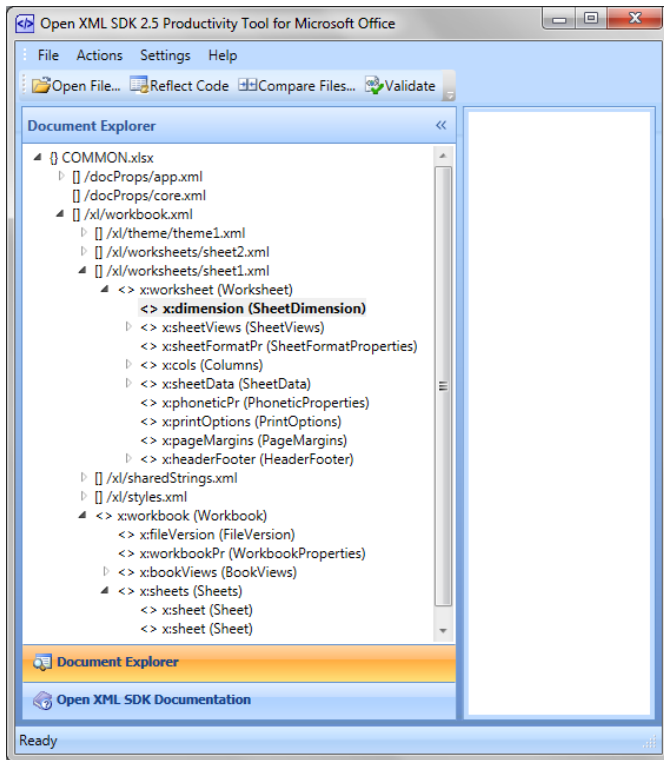 Open XML SDK 2.5 Productivity Tool for Microsoft Office
File Actions Settings Help
Open File... Reflect Code Compare Files... Validate
Document Explorer
{} COMMON.xlsx
[] /docProps/app.xml
[] /docProps/core.xml
[] /xl/workbook.xml
[] /xl/theme/theme1.xml
[] /xl/worksheets/sheet2.xml
[] /xl/worksheets/sheet1.xml
<> x:worksheet (Worksheet)
<> x:dimension (SheetDimension)
<> x:sheetViews (SheetViews)
<> x:sheetFormatPr (SheetFormatProperties)
<> x:cols (Columns)
<> x:sheetData (SheetData)
<> x:phoneticPr (PhoneticProperties)
<> x:printOptions (PrintOptions)
<> x:pageMargins (PageMargins)
<> x:headerFooter (HeaderFooter)
[] /xl/sharedStrings.xml
[] /xl/styles.xml
<> x:workbook (Workbook)
<> x:fileVersion (FileVersion)
<> x:workbookPr (WorkbookProperties)
<> x:bookViews (BookViews)
<> x:sheets (Sheets)
<> x:sheet (Sheet)
<> x:sheet (Sheet)
Document Explorer
Open XML SDK Documentation
Ready